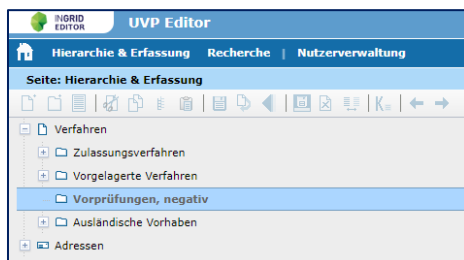 INGRID
EDITOR
UVP Editor
Hierarchie & Erfassung Recherche | Nutzerverwaltung
Seite: Hierarchie & Erfassung
Verfahren
Zulassungsverfahren
Vorgelagerte Verfahren
Vorprüfungen, negativ
Ausländische Vorhaben
Adressen